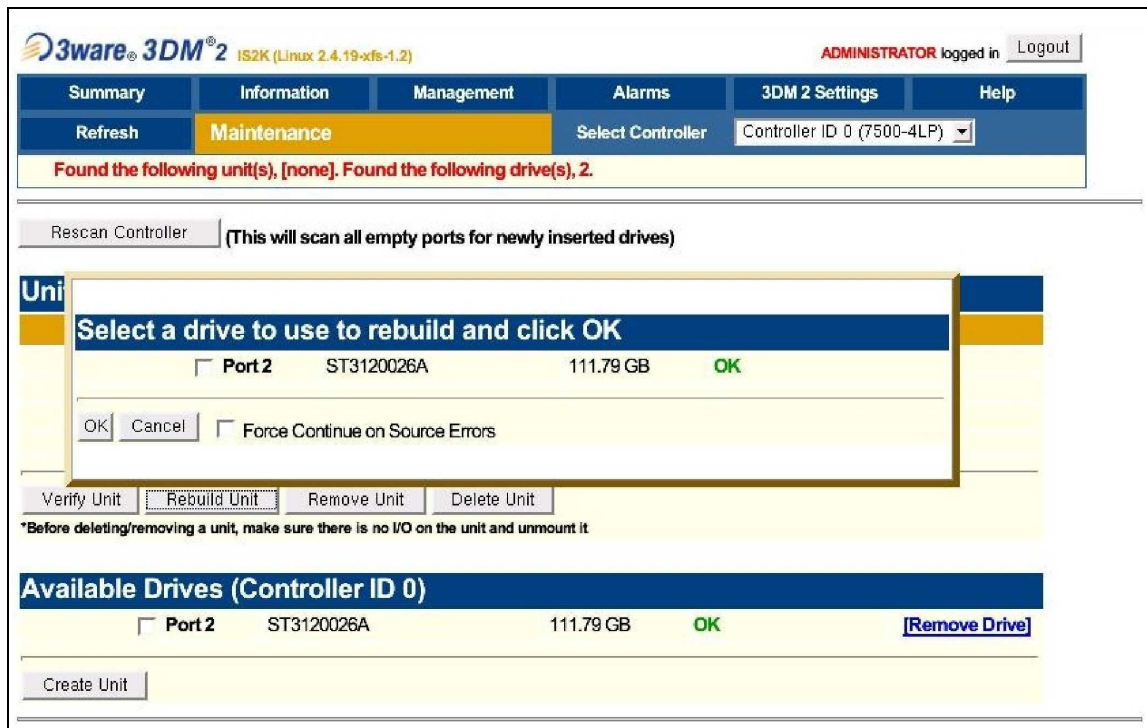 3ware® 3DM®2 IS2K (Linux 2.4.19-xfs-1.2) ADMINISTRATOR logged in Logout
Summary Information Management Alarms 3DM 2 Settings Help
Refresh Maintenance Select Controller Controller ID 0 (7500-4LP)
Found the following unit(s), [none]. Found the following drive(s), 2.
Rescan Controller (This will scan all empty ports for newly inserted drives)
Uni
Select a drive to use to rebuild and click OK
Port 2 ST3120026A 111.79 GB OK
OK Cancel Force Continue on Source Errors
Verify Unit Rebuild Unit Remove Unit Delete Unit
*Before deleting/removing a unit, make sure there is no I/O on the unit and unmount it
Available Drives (Controller ID 0)
Port 2 ST3120026A 111.79 GB OK [Remove Drive]
Create Unit